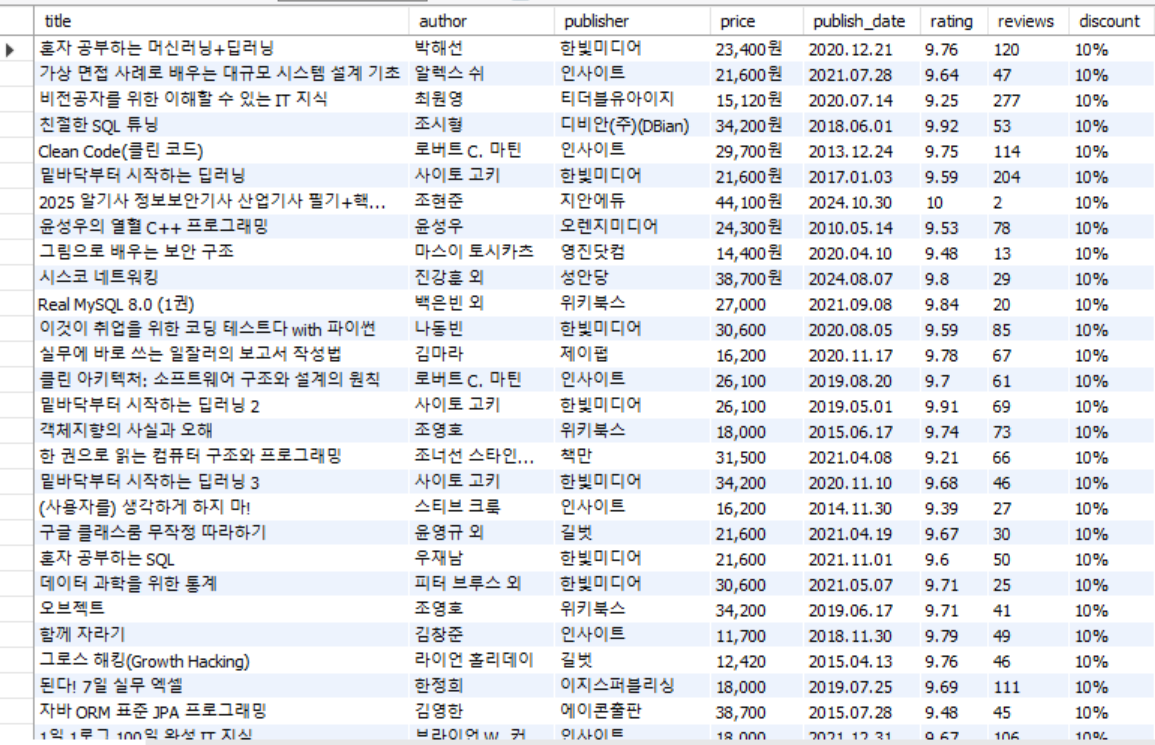 title author publisher price publish_date rating reviews discount
혼자 공부하는 머신러닝+딥러닝 박해선 한빛미디어 23,400원 2020.12.21 9.76 120 10%
가상 면접 사례로 배우는 대규모 시스템 설계 기초 알렉스 쉬 인사이트 21,600원 2021.07.28 9.64 47 10%
비전공자를 위한 이해할 수 있는 IT 지식 최원영 티더블유아이지 15,120원 2020.07.14 9.25 277 10%
친절한 SQL 튜닝 조시형 디비안(주)(DBian) 34,200원 2018.06.01 9.92 53 10%
Clean Code(클린 코드) 로버트 C. 마틴 인사이트 29,700원 2013.12.24 9.75 114 10%
밑바닥부터 시작하는 딥러닝 사이토 고키 한빛미디어 21,600원 2017.01.03 9.59 204 10%
2025 알기사 정보보안기사 산업기사 필기+핵... 조현준 지안에듀 44,100원 2024.10.30 10 2 10%
윤성우의 열혈 C++ 프로그래밍 윤성우 오렌지미디어 24,300원 2010.05.14 9.53 78 10%
그림으로 배우는 보안 구조 마스이 토시카츠 영진닷컴 14,400원 2020.04.10 9.48 13 10%
시스코 네트워킹 진강훈 외 성안당 38,700원 2024.08.07 9.8 29 10%
Real MySQL 8.0 (1권) 백은빈 외 위키북스 27,000 2021.09.08 9.84 20 10%
이것이 취업을 위한 코딩 테스트다 with 파이썬 나동빈 한빛미디어 30,600 2020.08.05 9.59 85 10%
실무에 바로 쓰는 일잘러의 보고서 작성법 김마라 제이펍 16,200 2020.11.17 9.78 67 10%
클린 아키텍처: 소프트웨어 구조와 설계의 원칙 로버트 C. 마틴 인사이트 26,100 2019.08.20 9.7 61 10%
밑바닥부터 시작하는 딥러닝 2 사이토 고키 한빛미디어 26,100 2019.05.01 9.91 69 10%
객체지향의 사실과 오해 조영호 위키북스 18,000 2015.06.17 9.74 73 10%
한 권으로 읽는 컴퓨터 구조와 프로그래밍 조너선 스타인... 책만 31,500 2021.04.08 9.21 66 10%
밑바닥부터 시작하는 딥러닝 3 사이토 고키 한빛미디어 34,200 2020.11.10 9.68 46 10%
(사용자를) 생각하게 하지 마! 스티브 크룩 인사이트 16,200 2014.11.30 9.39 27 10%
구글 클래스룸 무작정 따라하기 윤영규 외 길벗 21,600 2021.04.19 9.67 30 10%
혼자 공부하는 SQL 우재남 한빛미디어 21,600 2021.11.01 9.6 50 10%
데이터 과학을 위한 통계 피터 브루스 외 한빛미디어 30,600 2021.05.07 9.71 25 10%
오브젝트 조영호 위키북스 34,200 2019.06.17 9.71 41 10%
함께 자라기 김창준 인사이트 11,700 2018.11.30 9.79 49 10%
그로스 해킹(Growth Hacking) 라이언 홀리데이 길벗 12,420 2015.04.13 9.76 46 10%
된다! 7일 실무 엑셀 한정희 이지스퍼블리싱 18,000 2019.07.25 9.69 111 10%
자바 ORM 표준 JPA 프로그래밍 김영한 에이콘출판 38,700 2015.07.28 9.48 45 10%
1일 1로그 100일 완성 IT 지식 브라이언 W. 커 인사이트 18,000 2021.12.31 9.67 106 10%